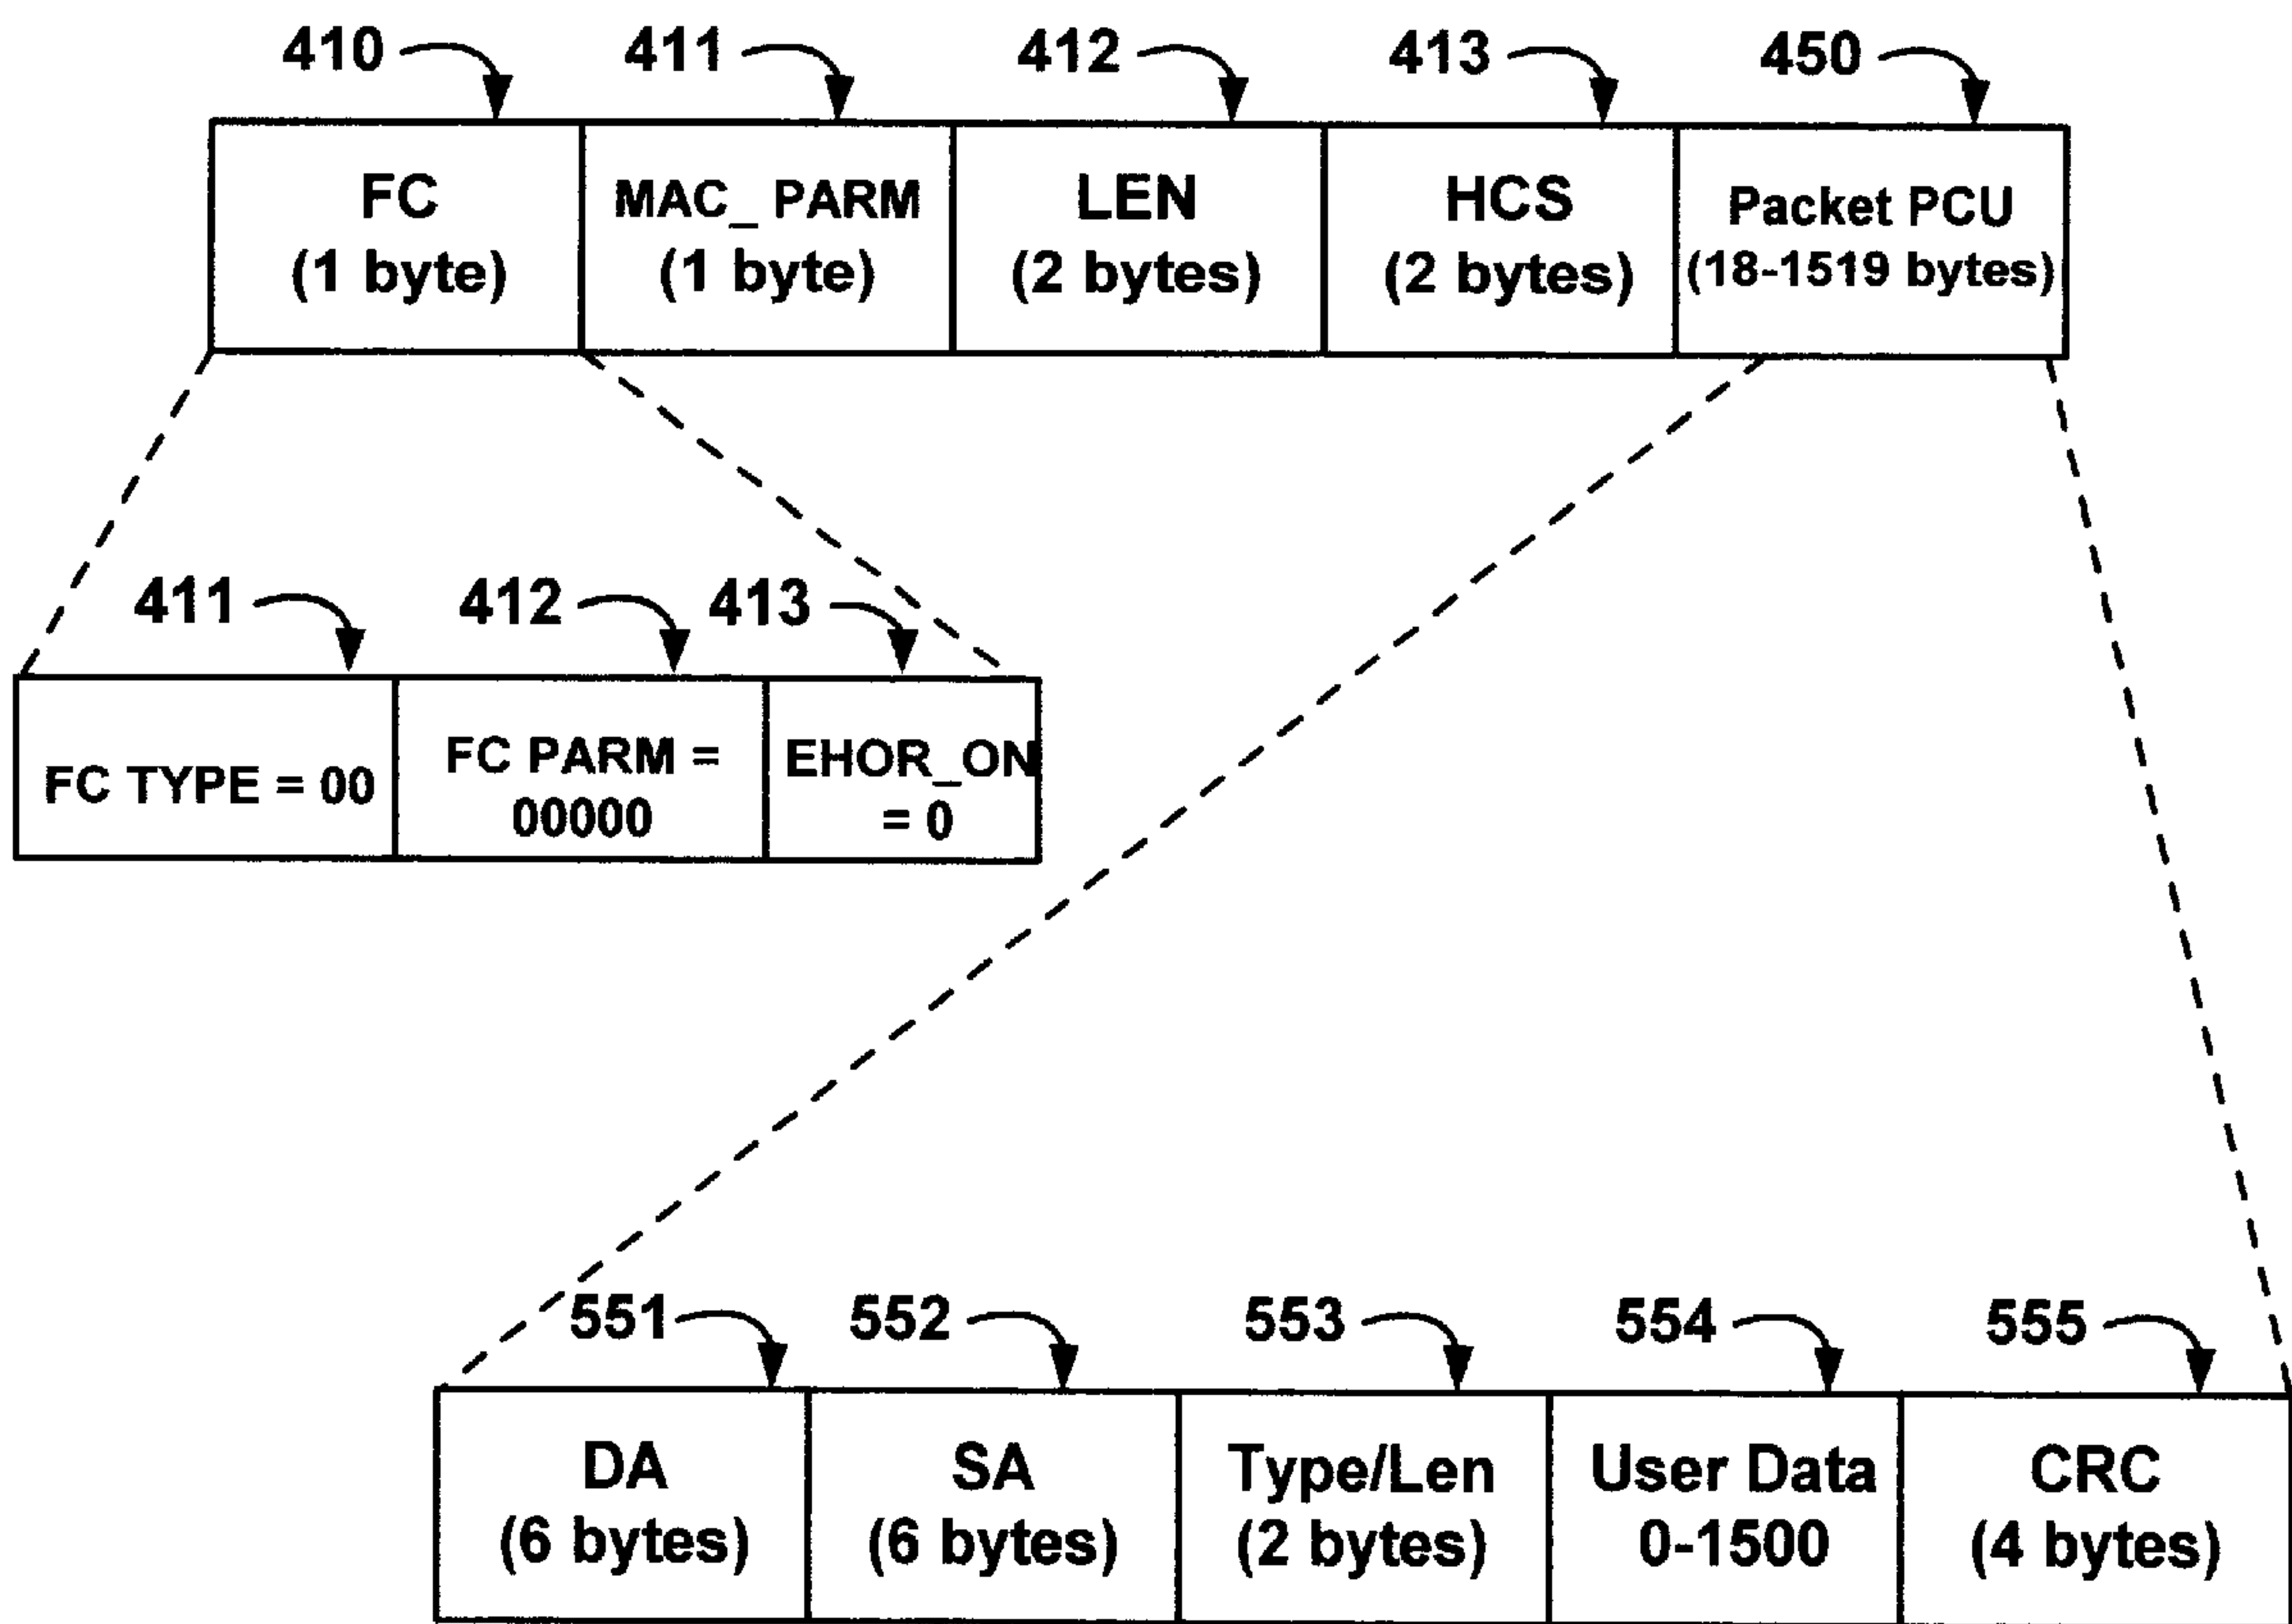 410 411 412 413 450
FC MAC_ PARM LEN HCS Packet PCU
(1 byte) (1 byte) (2 bytes) (2 bytes) (18-1519 bytes)
411 412 413
FC TYPE = 00 FC PARM = EHOR_ON
00000 = 0
551 552 553 554 555
DA SA Type/Len User Data CRC
(6 bytes) (6 bytes) (2 bytes) 0-1500 (4 bytes)